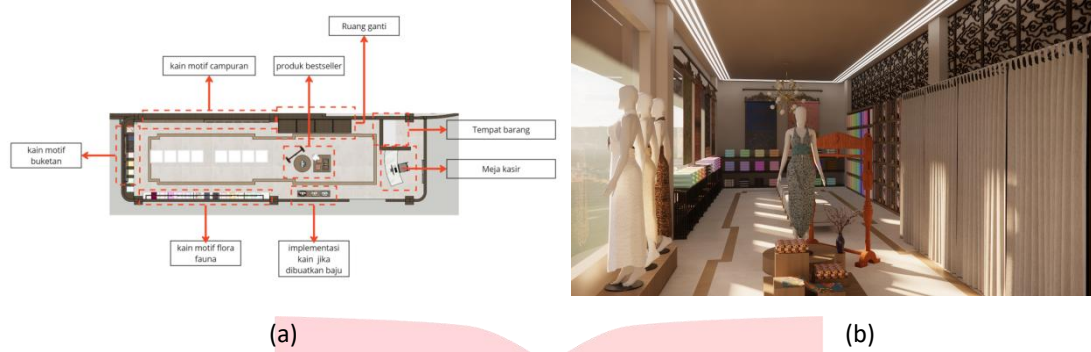 Ruang ganti
kain motif campuran
produk bestseller
Tempat barang
kain motif
buketan
Meja kasir
kain motif flora
fauna
implementasi
kain jika
dibuatkan baju
(a)
(b)